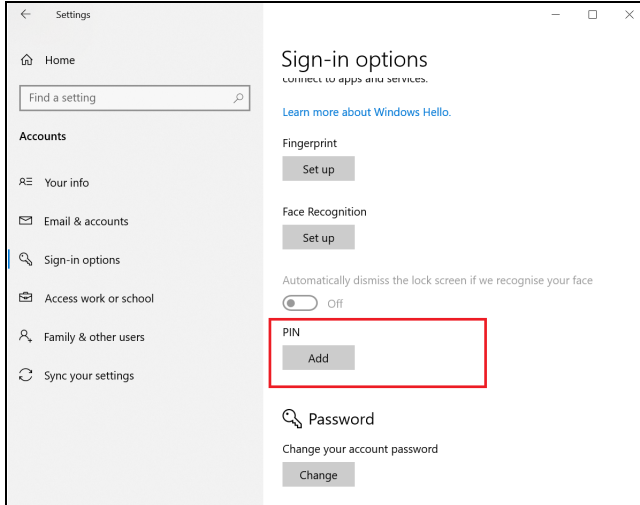 Settings
Home
Find a setting
Accounts
Your info
Email & accounts
Sign-in options
Access work or school
Family & other users
Sync your settings
Sign-in options
connect to apps and services.
Learn more about Windows Hello.
Fingerprint
Set up
Face Recognition
Set up
Automatically dismiss the lock screen if we recognise your face
Off
PIN
Add
Password
Change your account password
Change